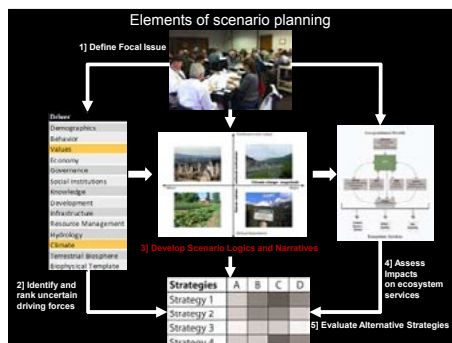 Elements of scenario planning
1] Define Focal Issue
Driver
Demographics
Behavior
Values
Economy
Governance
Social Institutions
Knowledge
Development
Infrastructure
Resource Management
Hydrology
Climate
Terrestrial Biosphere
Biophysical Template
3] Develop Scenario Logics and Narratives
2] Identify and
rank uncertain
driving forces
4] Assess
Impacts
on ecosystem
services
Strategies A B C D
Strategy 1
Strategy 2
Strategy 3
Strategy 4
5] Evaluate Alternative Strategies